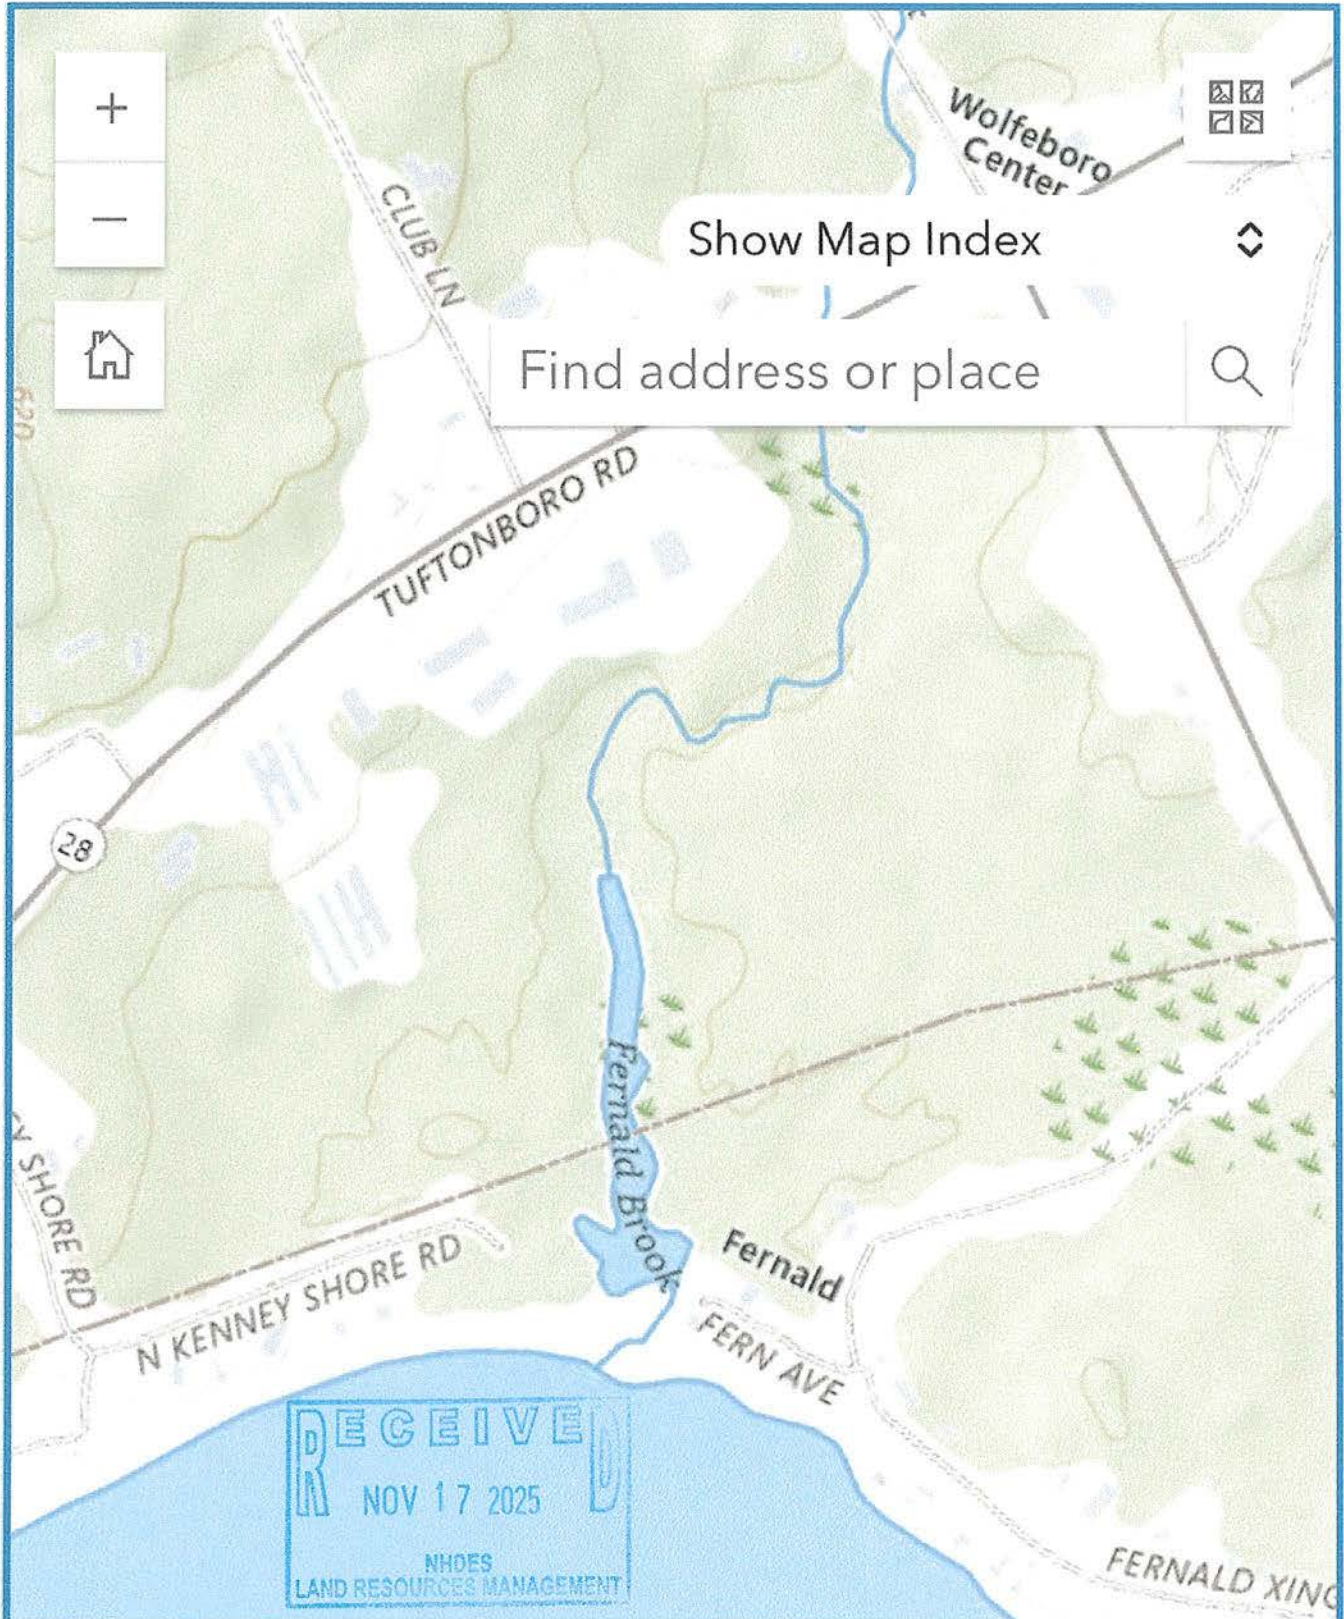 Wolfeboro
Center
+
−
CLUB LN
Show Map Index
Find address or place
620
TUFTONBORO RD
28
Fernald Brook
SHORE RD
N KENNEY SHORE RD
Fernald
FERN AVE
RECEIVED
NOV 17 2025
NHDES
LAND RESOURCES MANAGEMENT
FERNALD XING